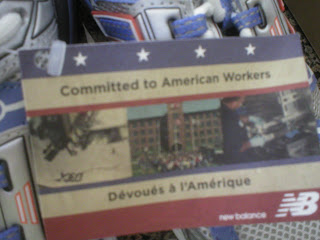 Committed to American Workers
Dévoués à l'Amérique
new balance